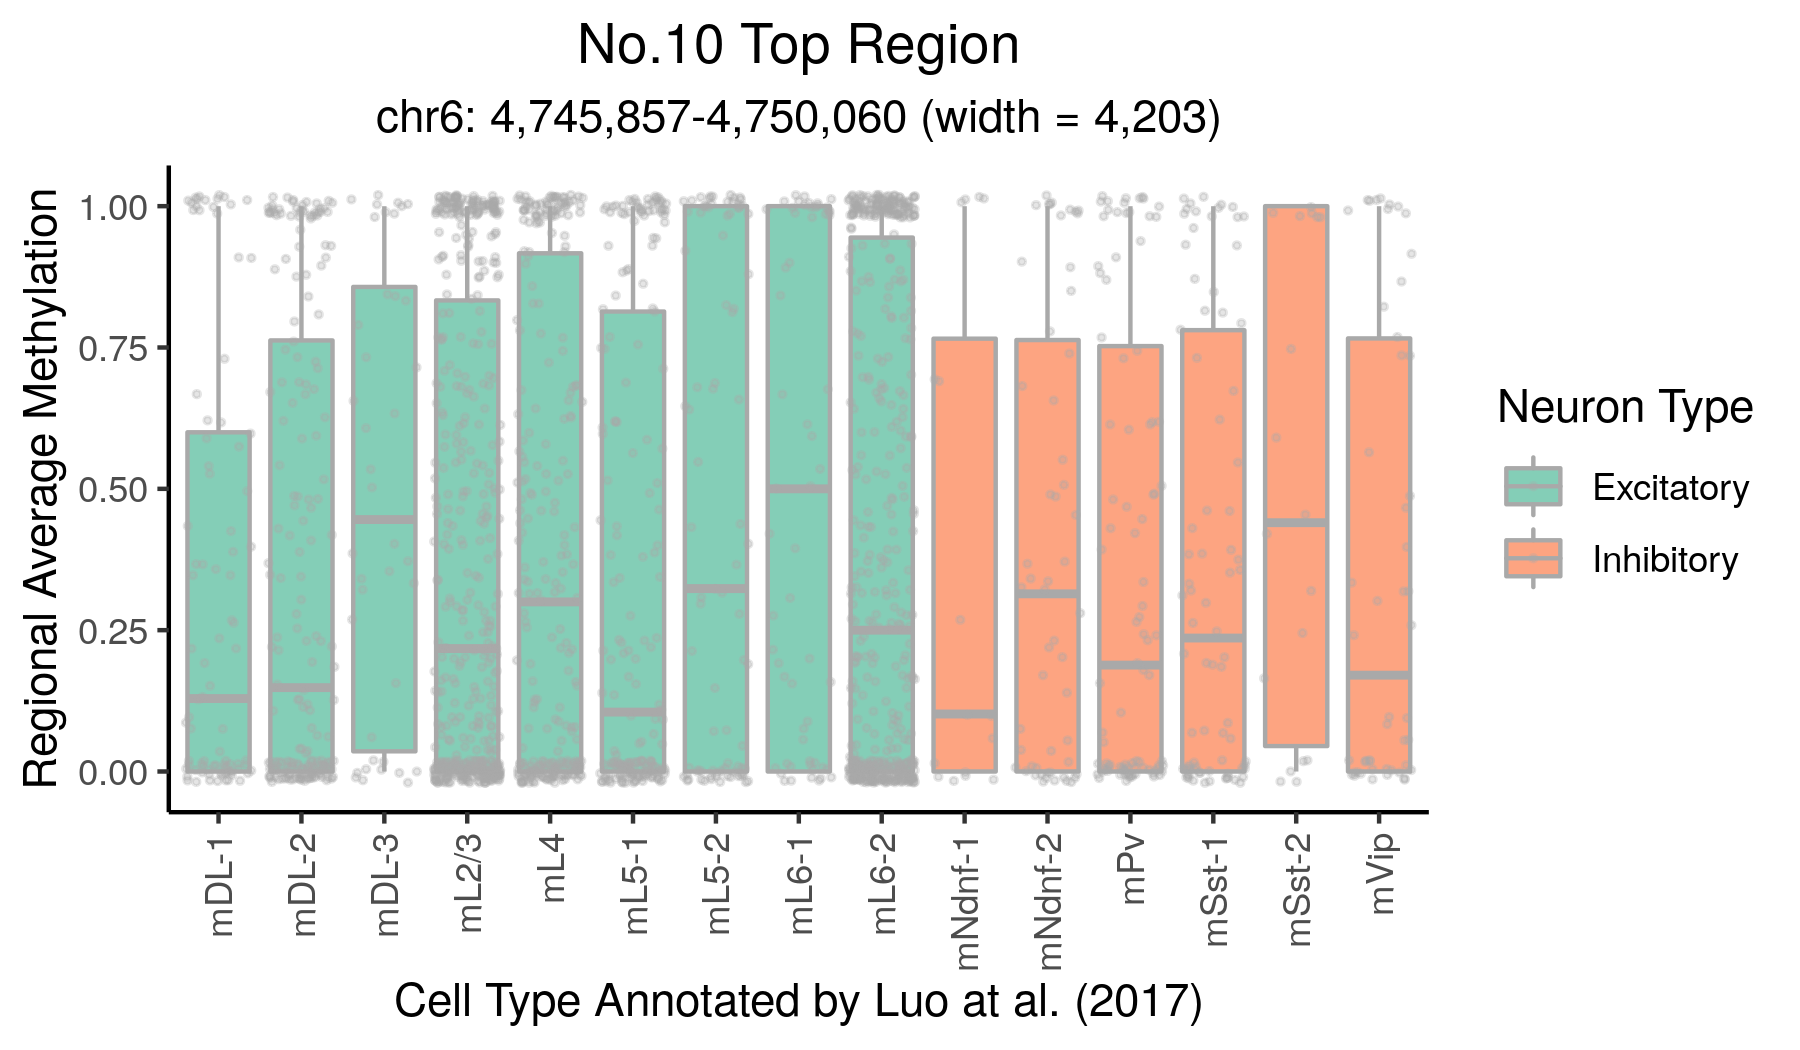 No.10 Top Region
chr6: 4,745,857-4,750,060 (width = 4,203)
Regional Average Methylation
1.00
0.75
0.50
0.25
0.00
mDL-1
mDL-2
mDL-3
mL2/3
mL4
mL5-1
mL5-2
mL6-1
mL6-2
mNdnf-1
mNdnf-2
mPv
mSst-1
mSst-2
mVip
Cell Type Annotated by Luo at al. (2017)
Neuron Type
Excitatory
Inhibitory